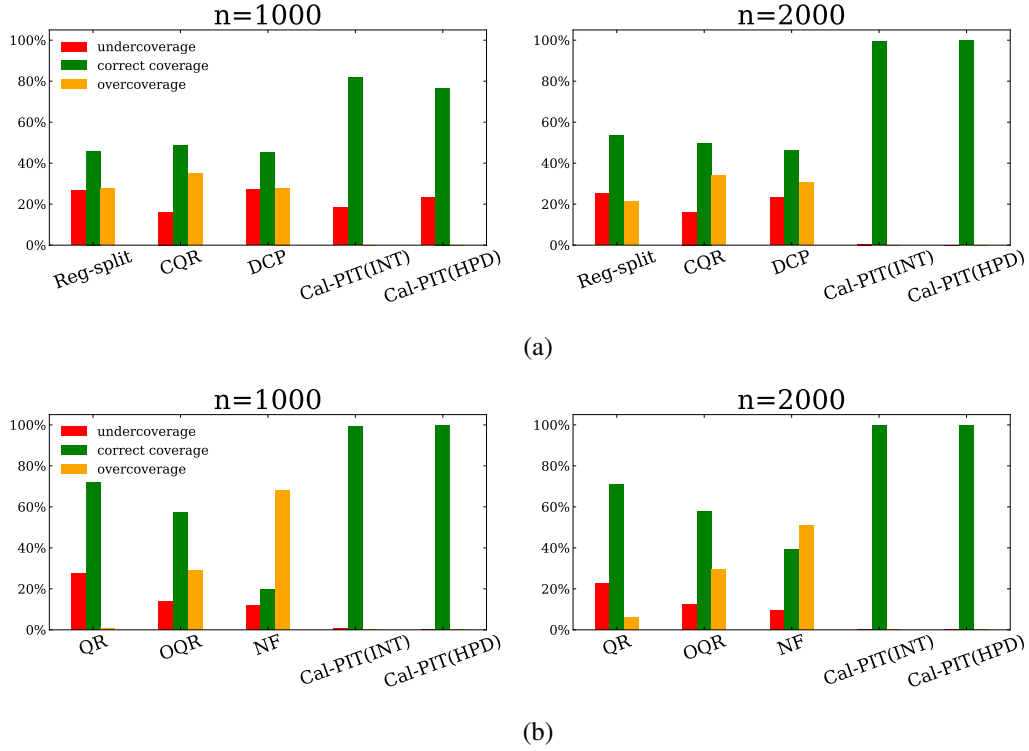 n=1000
n=2000
100%
80%
60%
40%
20%
0%
undercoverage
correct coverage
overcoverage
Reg-split
CQR
DCP
Cal-PIT(INT)
Cal-PIT(HPD)
100%
80%
60%
40%
20%
0%
Reg-split
CQR
DCP
Cal-PIT(INT)
Cal-PIT(HPD)
(a)
n=1000
n=2000
100%
80%
60%
40%
20%
0%
undercoverage
correct coverage
overcoverage
QR
OQR
NF
Cal-PIT(INT)
Cal-PIT(HPD)
100%
80%
60%
40%
20%
0%
QR
OQR
NF
Cal-PIT(INT)
Cal-PIT(HPD)
(b)